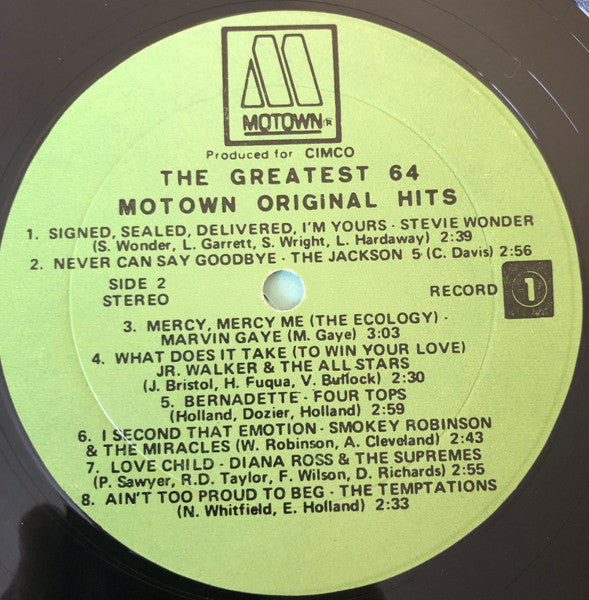 MOTOWN®
Produced for CIMCO
THE GREATEST 64
MOTOWN ORIGINAL HITS
1. SIGNED, SEALED, DELIVERED, I'M YOURS - STEVIE WONDER
(S. Wonder, L. Garrett, S. Wright, L. Hardaway) 2:39
2. NEVER CAN SAY GOODBYE - THE JACKSON 5 (C. Davis) 2:56
SIDE 2
STEREO
RECORD 1
3. MERCY, MERCY ME (THE ECOLOGY) -
MARVIN GAYE (M. Gaye) 3:03
4. WHAT DOES IT TAKE (TO WIN YOUR LOVE)
JR. WALKER & THE ALL STARS
(J. Bristol, H. Fuqua, V. Bullock) 2:30
5. BERNADETTE - FOUR TOPS
(Holland, Dozier, Holland) 2:59
6. I SECOND THAT EMOTION - SMOKEY ROBINSON
& THE MIRACLES (W. Robinson, A. Cleveland) 2:43
7. LOVE CHILD - DIANA ROSS & THE SUPREMES
(P. Sawyer, R.D. Taylor, F. Wilson, D. Richards) 2:55
8. AIN'T TOO PROUD TO BEG - THE TEMPTATIONS
(N. Whitfield, E. Holland) 2:33